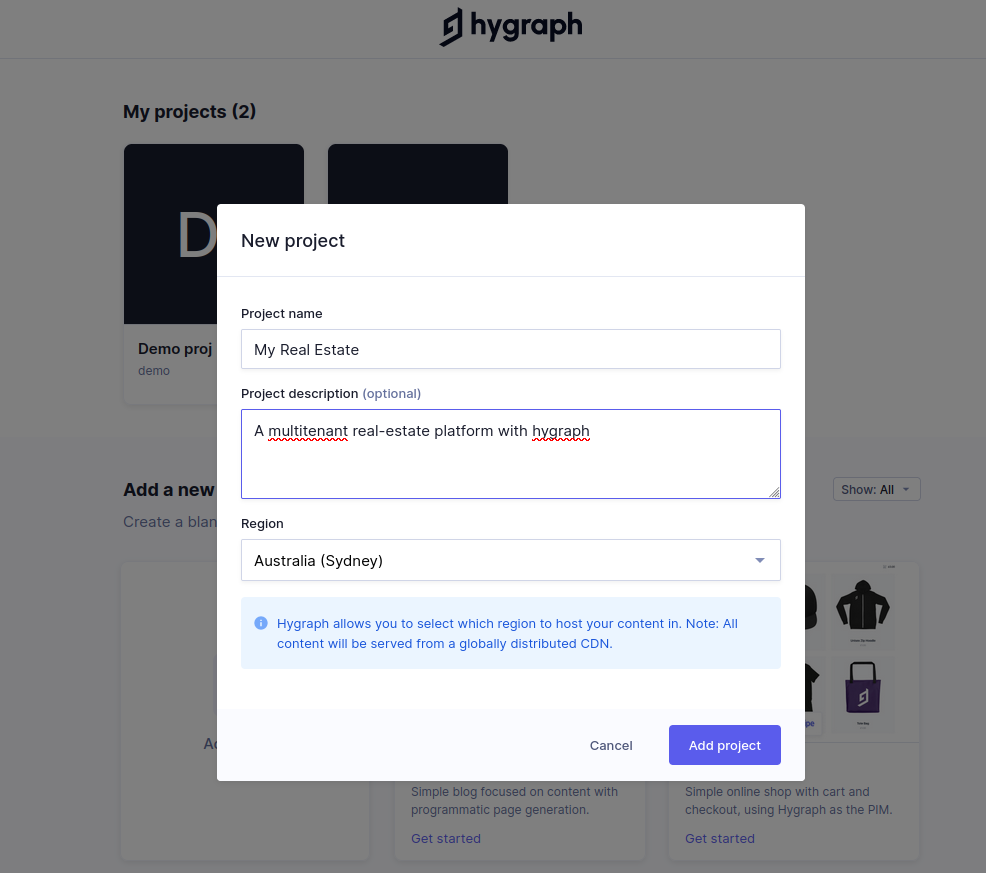 hygraph
My projects (2)
D
Demo proj
demo
New project
Project name
My Real Estate
Project description (optional)
A multitenant real-estate platform with hygraph
Region
Australia (Sydney)
Hygraph allows you to select which region to host your content in. Note: All
content will be served from a globally distributed CDN.
Cancel
Add project
Add a new
Create a blan
Show: All
Simple blog focused on content with
programmatic page generation.
Get started
Simple online shop with cart and
checkout, using Hygraph as the PIM.
Get started